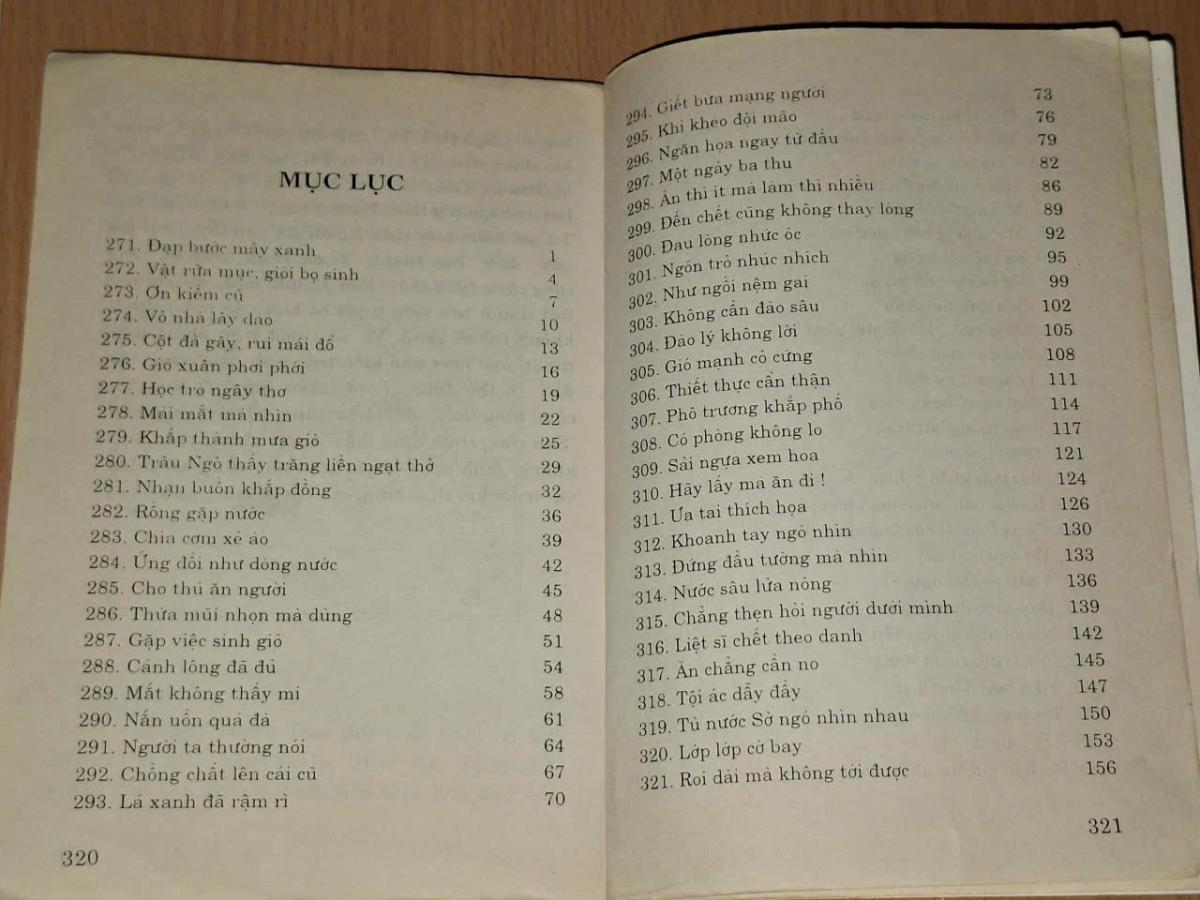 MỤC LỤC
271. Đạp bước mây xanh 1
272. Vật rữa mục, giòi bọ sinh 4
273. Ơn kiếm cũ 7
274. Vỏ nhà lấy dao 10
275. Cột đá gãy, rui mái đổ 13
276. Gió xuân phơi phới 16
277. Học trò ngây thơ 19
278. Mài mắt mà nhìn 22
279. Khắp thành mưa gió 25
280. Trâu Ngô thấy trăng liền ngạt thở 29
281. Nhạn buồn khắp đồng 32
282. Rồng gặp nước 36
283. Chia cơm xẻ áo 39
284. Ứng đối như dòng nước 42
285. Cho thú ăn người 45
286. Thừa mũi nhọn mà dùng 48
287. Gặp việc sinh gió 51
288. Cánh lông đã đủ 54
289. Mắt không thấy mi 58
290. Nắn uốn quá đà 61
291. Người ta thường nói 64
292. Chồng chất lên cái cũ 67
293. Lá xanh đã rậm rì 70
320
294. Giết bừa mạng người 73
295. Khỉ khéo đội mão 76
296. Ngăn họa ngay từ đầu 79
297. Một ngày ba thu 82
298. Ăn thì ít mà làm thì nhiều 86
299. Đến chết cũng không thay lòng 89
300. Đau lòng nhức óc 92
301. Ngón trỏ nhúc nhích 95
302. Như ngồi nệm gai 99
303. Không cần đào sâu 102
304. Đào lý không lời 105
305. Gió mạnh cỏ cứng 108
306. Thiết thực cẩn thận 111
307. Phô trương khắp phố 114
308. Có phòng không lo 117
309. Sải ngựa xem hoa 121
310. Hãy lấy mà ăn đi ! 124
311. Ưa tai thích họa 126
312. Khoanh tay ngó nhìn 130
313. Đứng đầu tường mà nhìn 133
314. Nước sâu lửa nóng 136
315. Chẳng thẹn hỏi người dưới mình 139
316. Liệt sĩ chết theo danh 142
317. Ăn chẳng cần no 145
318. Tội ác dẫy đầy 147
319. Tù nước Sở ngó nhìn nhau 150
320. Lớp lớp cờ bay 153
321. Roi dài mà không tới được 156
321